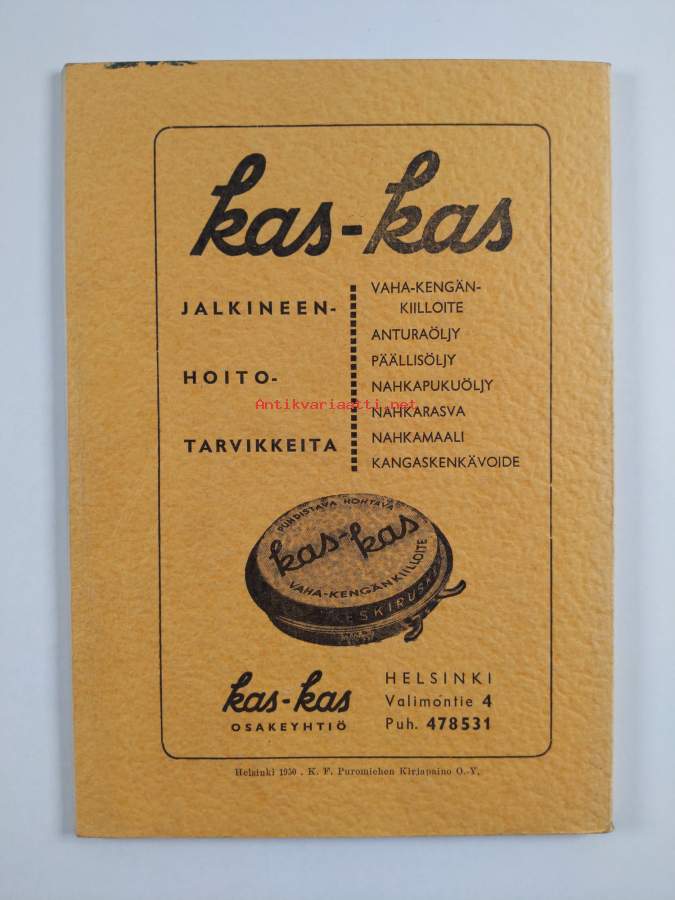 kas-kas
JALKINEEN-
HOITO-
TARVIKKEITA
VAHA-KENGÄN-
KIILLOITE
ANTURAÖLJY
PÄÄLLISÖLJY
NAHKAPUKUÖLJY
NAHKARASVA
NAHKAMAALI
KANGASKENKÄVOIDE
Antikvariaatti.net
PUHDISTAVA HOHTAVA
kas-kas
VAHA-KENGÄNKIILLOITE
kas-kas
OSAKEYHTIÖ
HELSINKI
Valimontie 4
Puh. 478531
Helsinki 1950 . K. F. Puromiehen Kirjapaino O.-Y.